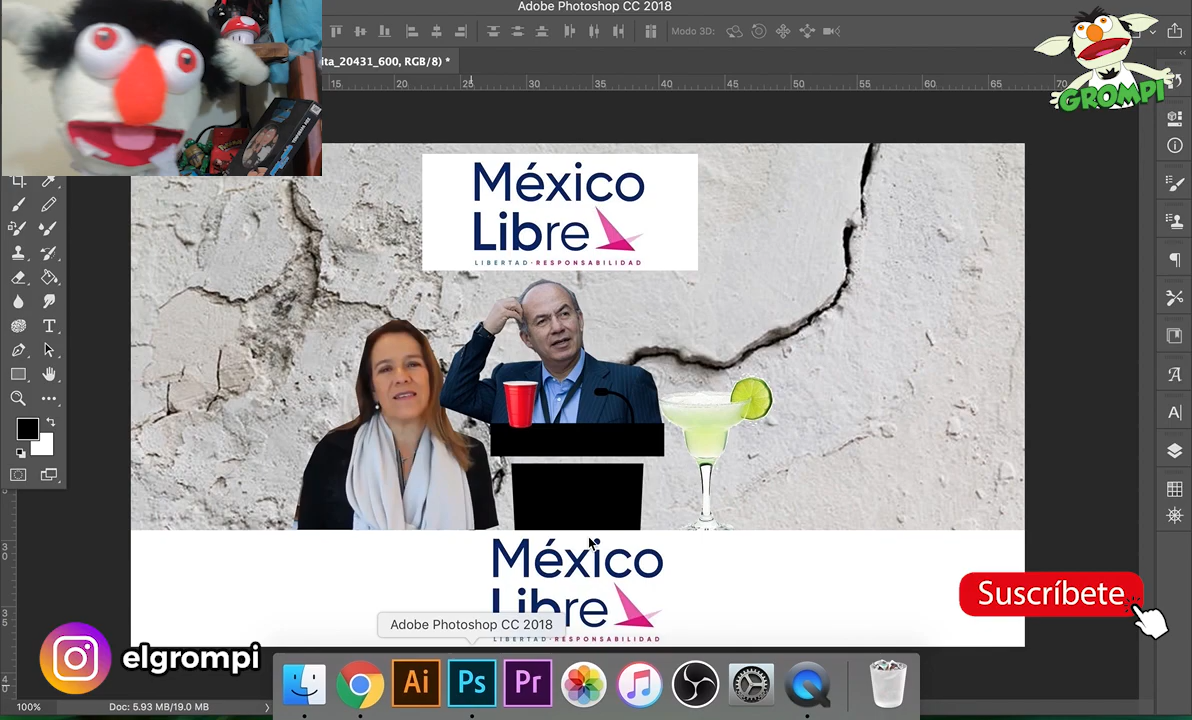 Adobe Photoshop CC 2018
Modo 3D:
ita_20431_600, RGB/8) *
15 20 25 30 35 40 45 50 55 60 65 70
GROMPI
México
Libre
LIBERTAD·RESPONSABILIDAD
México
Libre
LIBERTAD·RESPONSABILIDAD
Suscríbete
Adobe Photoshop CC 2018
elgrompi
Ai Ps Pr
100% Doc: 5.93 MB/19.0 MB